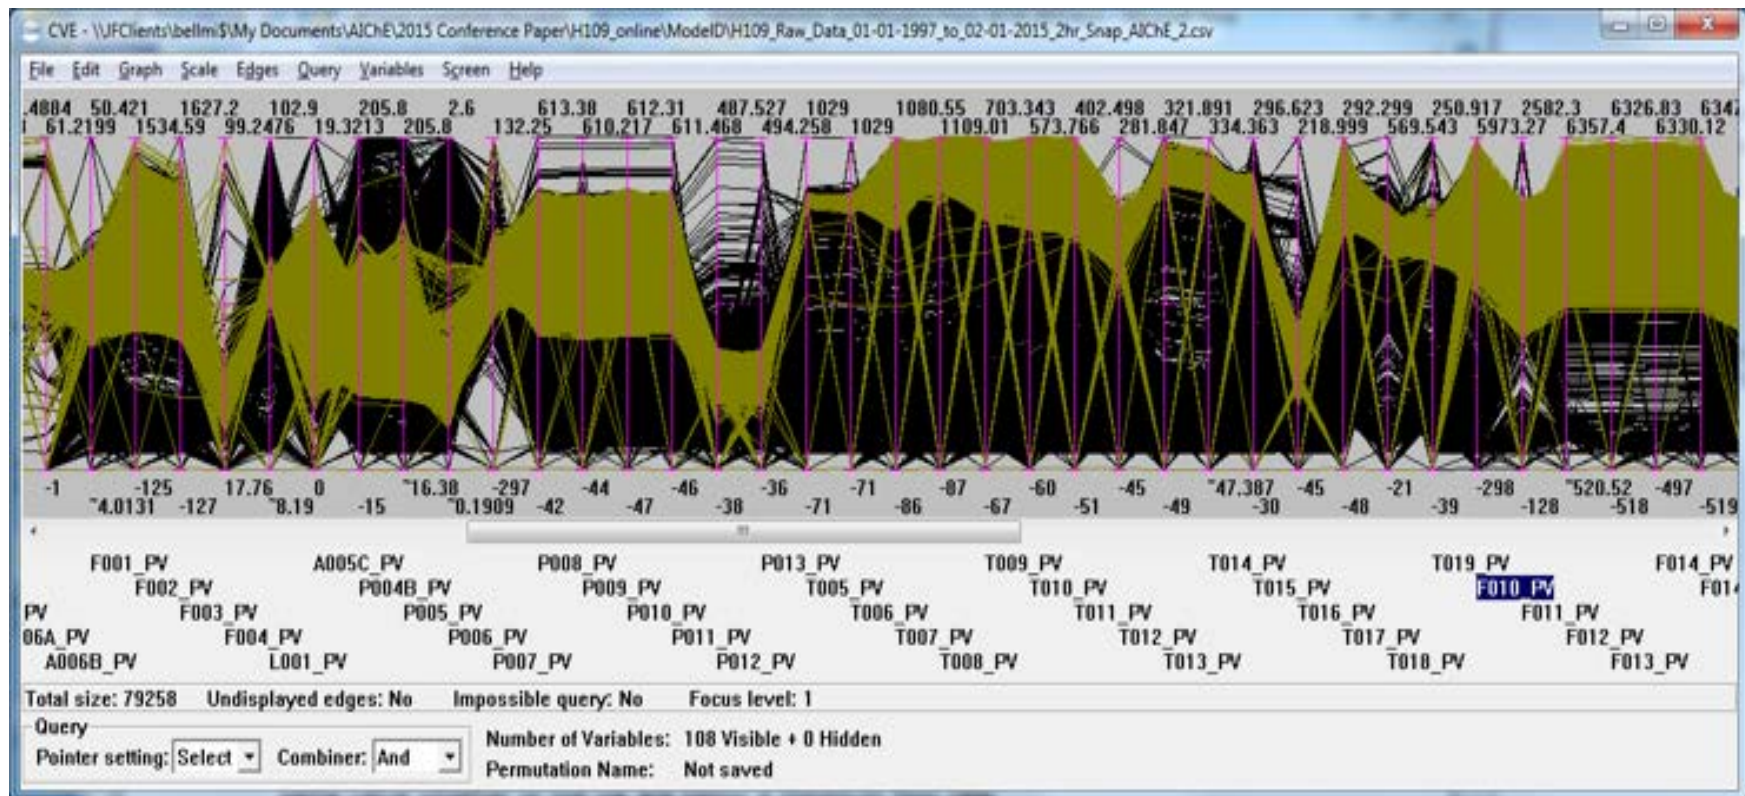 CVE - \\JFClients\bellmi$\My Documents\AIChE\2015 Conference Paper\H109_online\ModelID\H109_Raw_Data_01-01-1997_to_02-01-2015_2hr_Snap_AIChE_2.csv
File Edit Graph Scale Edges Query Variables Screen Help
.4884 50.421 1627.2 102.9 205.8 2.6 613.38 612.31 487.527 1029 1080.55 703.343 402.498 321.891 296.623 292.299 250.917 2582.3 6326.83 6342
61.2199 1534.59 99.2476 19.3213 205.8 132.25 610.217 611.468 494.258 1029 1109.01 573.766 281.847 334.363 218.999 569.543 5973.27 6357.4 6330.12
-1 -125 17.76 0 ~16.38 -297 -44 -46 -36 -71 -87 -60 -45 ~47.387 -45 -21 -298 ~520.52 -497
~4.0131 -127 ~8.19 -15 ~0.1909 -42 -47 -38 -71 -86 -67 -51 -49 -30 -48 -39 -128 -518 -519
F001_PV A005C_PV P008_PV P013_PV T009_PV T014_PV T019_PV F014_PV
F002_PV P004B_PV P009_PV T005_PV T010_PV T015_PV F010_PV F014
PV F003_PV P005_PV P010_PV T006_PV T011_PV T016_PV F011_PV
06A_PV F004_PV P006_PV P011_PV T007_PV T012_PV T017_PV F012_PV
A006B_PV L001_PV P007_PV P012_PV T008_PV T013_PV T018_PV F013_PV
Total size: 79258 Undisplayed edges: No Impossible query: No Focus level: 1
Query
Pointer setting: Select Combiner: And
Number of Variables: 108 Visible + 0 Hidden
Permutation Name: Not saved